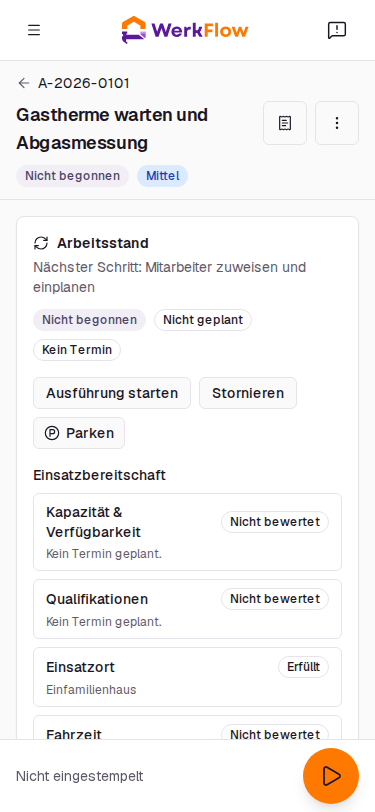 WerkFlow
A-2026-0101
Gastherme warten und
Abgasmessung
Nicht begonnen
Mittel
Arbeitsstand
Nächster Schritt: Mitarbeiter zuweisen und
einplanen
Nicht begonnen
Nicht geplant
Kein Termin
Ausführung starten
Stornieren
Parken
Einsatzbereitschaft
Kapazität &
Verfügbarkeit
Nicht bewertet
Kein Termin geplant.
Qualifikationen
Nicht bewertet
Kein Termin geplant.
Einsatzort
Erfüllt
Einfamilienhaus
Fahrzeit
Nicht bewertet
Nicht eingestempelt